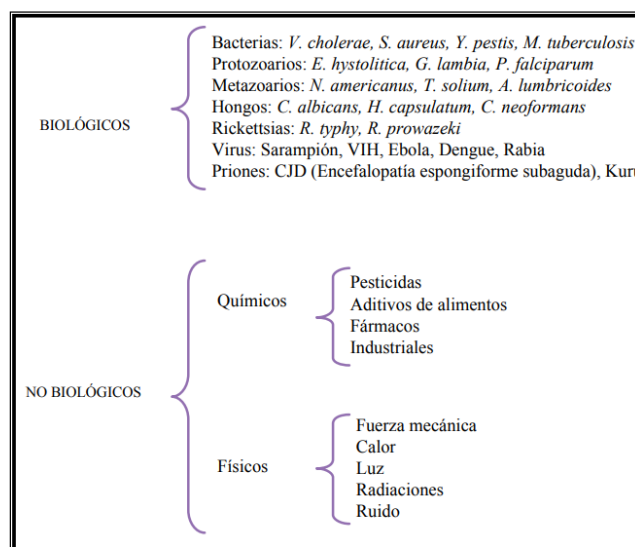 Bacterias: V. cholerae, S. aureus, Y. pestis, M. tuberculosis
Protozoarios: E. hystolitica, G. lambia, P. falciparum
Metazoarios: N. americanus, T. solium, A. lumbricoides
Hongos: C. albicans, H. capsulatum, C. neoformans
BIOLÓGICOS
Rickettsias: R. typhy, R. prowazeki
Virus: Sarampión, VIH, Ebola, Dengue, Rabia
Priones: CJD (Encefalopatía espongiforme subaguda), Kuru
NO BIOLÓGICOS
Químicos
Pesticidas
Aditivos de alimentos
Fármacos
Industriales
Físicos
Fuerza mecánica
Calor
Luz
Radiaciones
Ruido